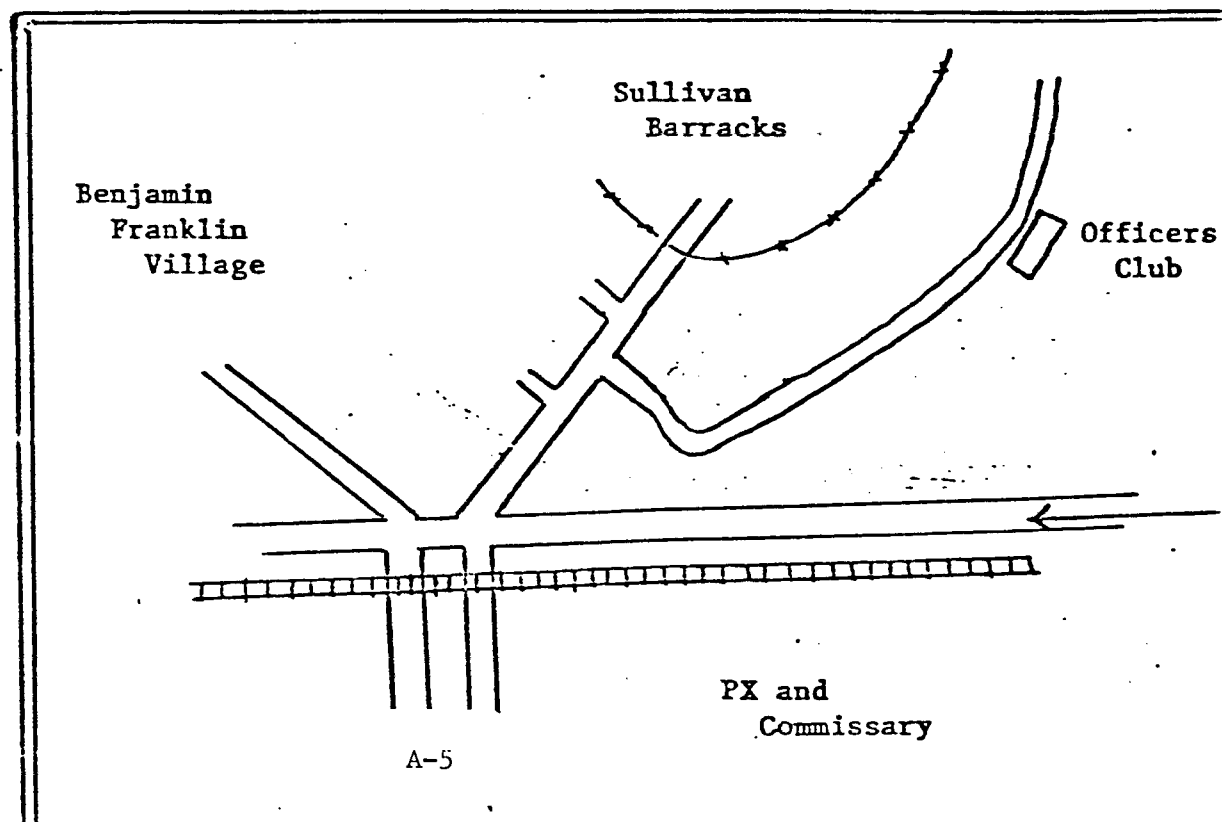 Sullivan
Barracks
Benjamin
Franklin
Village
Officers
Club
PX and
Commissary
A-5